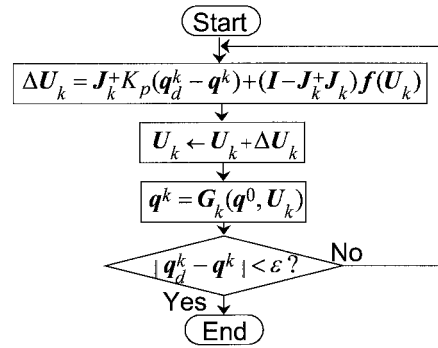 Start
ΔU_k = J_k^+ K_p(q_d^k − q^k)+(I−J_k^+ J_k) f(U_k)
U_k ← U_k + ΔU_k
q^k = G_k(q^0, U_k)
| q_d^k − q^k | < ε ?
No
Yes
End